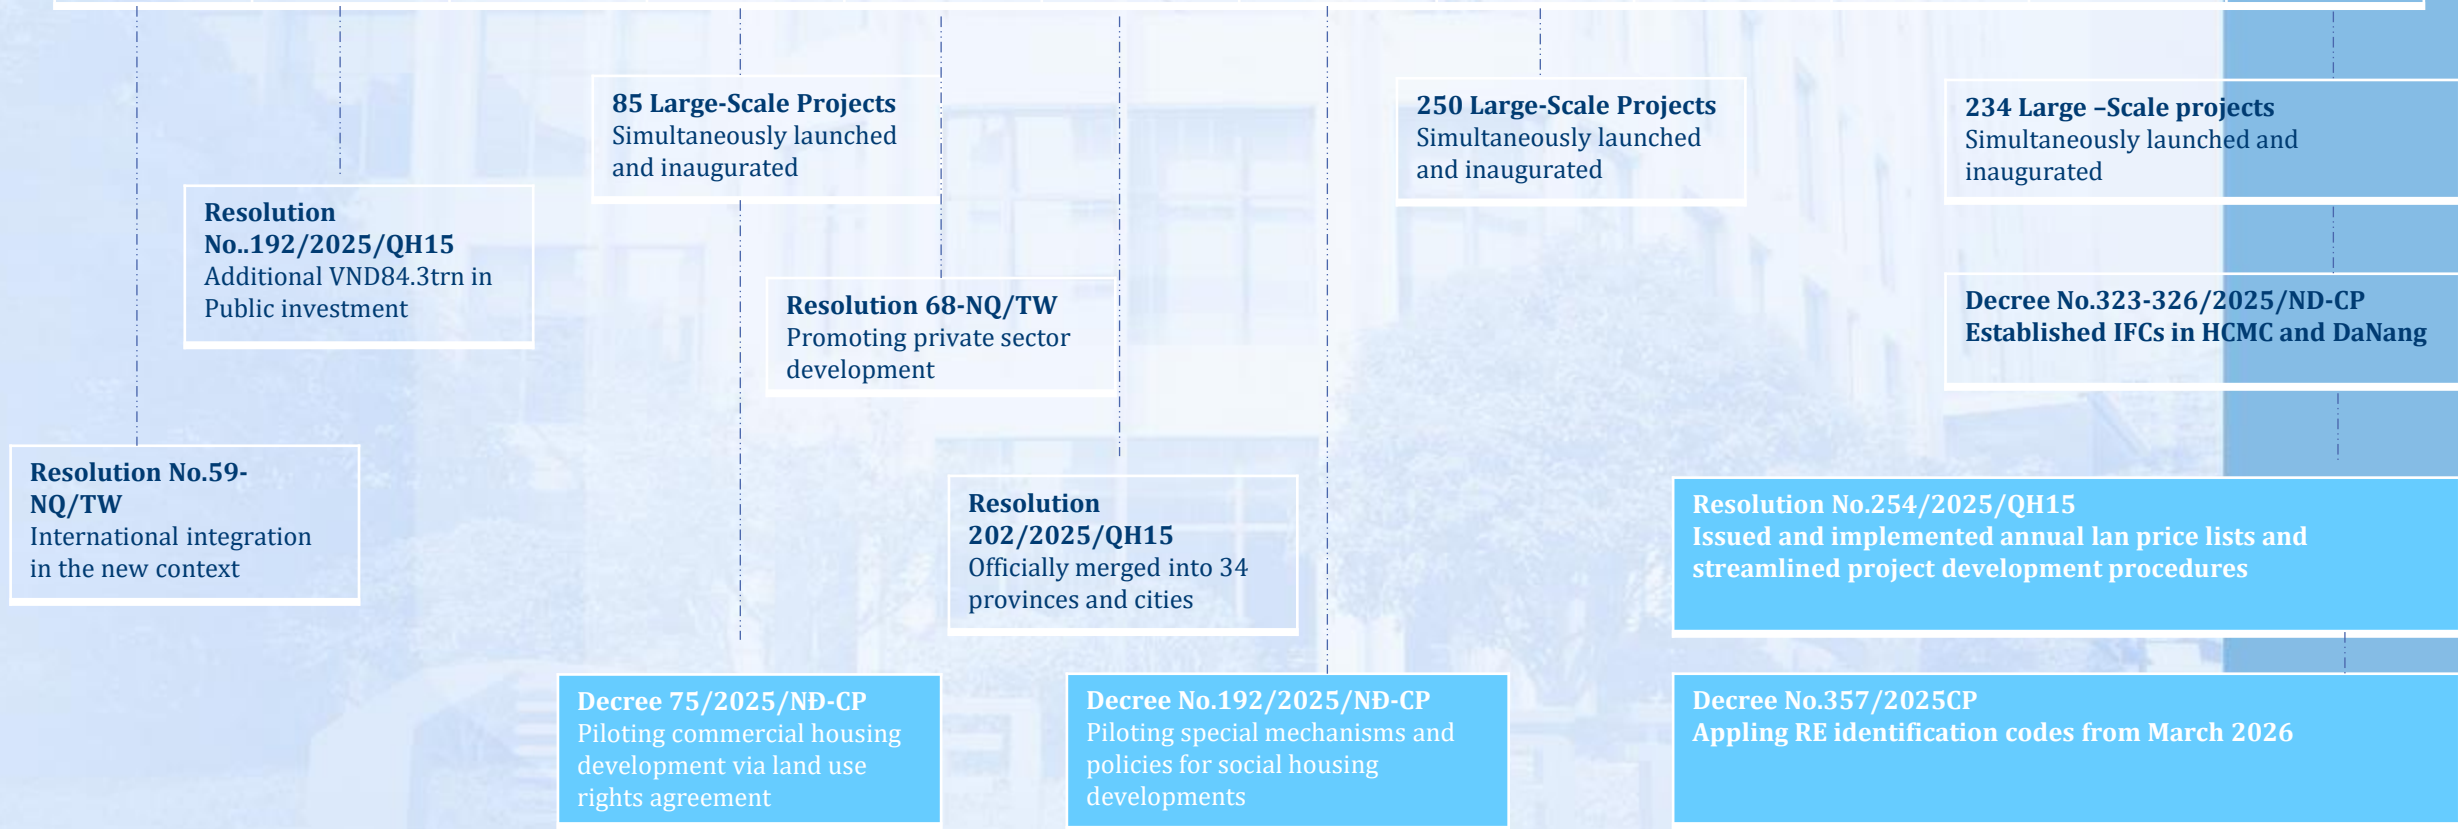 85 Large-Scale Projects
Simultaneously launched
and inaugurated
250 Large-Scale Projects
Simultaneously launched
and inaugurated
234 Large –Scale projects
Simultaneously launched and
inaugurated
Resolution
No..192/2025/QH15
Additional VND84.3trn in
Public investment
Resolution 68-NQ/TW
Promoting private sector
development
Decree No.323-326/2025/ND-CP
Established IFCs in HCMC and DaNang
Resolution No.59-
NQ/TW
International integration
in the new context
Resolution
202/2025/QH15
Officially merged into 34
provinces and cities
Resolution No.254/2025/QH15
Issued and implemented annual lan price lists and
streamlined project development procedures
Decree 75/2025/NĐ-CP
Piloting commercial housing
development via land use
rights agreement
Decree No.192/2025/NĐ-CP
Piloting special mechanisms and
policies for social housing
developments
Decree No.357/2025CP
Appling RE identification codes from March 2026